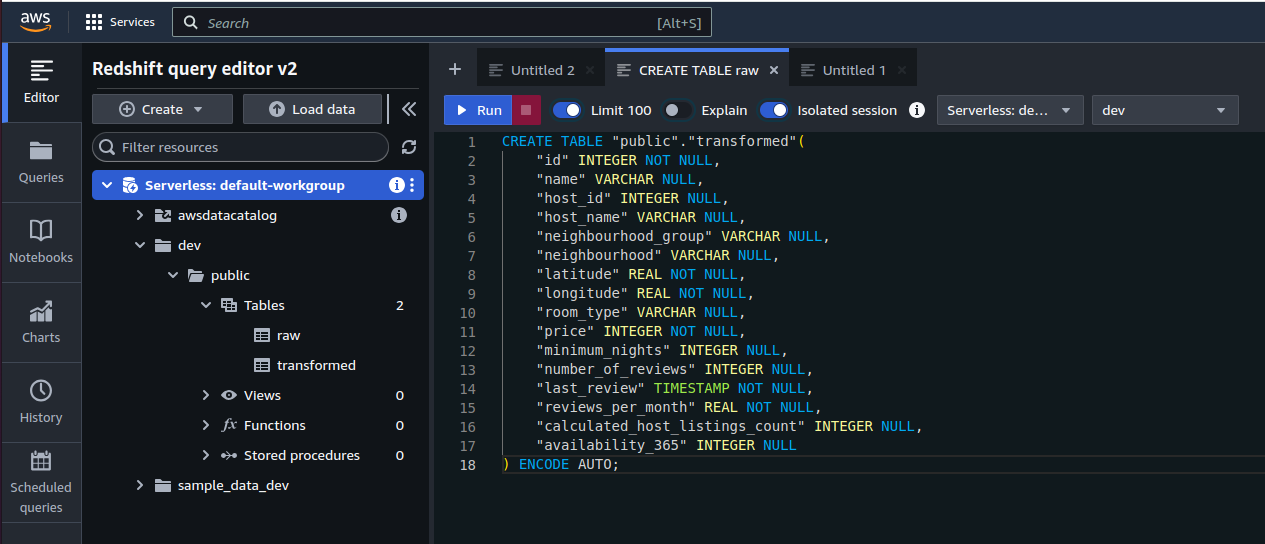 aws
Services
Search
[Alt+S]
Editor
Queries
Notebooks
Charts
History
Scheduled
queries
Redshift query editor v2
Create
Load data
Filter resources
Serverless: default-workgroup
awsdatacatalog
dev
public
Tables 2
raw
transformed
Views 0
fx Functions 0
Stored procedures 0
sample_data_dev
+ Untitled 2 × CREATE TABLE raw × Untitled 1 ×
Run Limit 100 Explain Isolated session Serverless: de... dev
1 CREATE TABLE "public"."transformed"(
2 "id" INTEGER NOT NULL,
3 "name" VARCHAR NULL,
4 "host_id" INTEGER NULL,
5 "host_name" VARCHAR NULL,
6 "neighbourhood_group" VARCHAR NULL,
7 "neighbourhood" VARCHAR NULL,
8 "latitude" REAL NOT NULL,
9 "longitude" REAL NOT NULL,
10 "room_type" VARCHAR NULL,
11 "price" INTEGER NOT NULL,
12 "minimum_nights" INTEGER NULL,
13 "number_of_reviews" INTEGER NULL,
14 "last_review" TIMESTAMP NOT NULL,
15 "reviews_per_month" REAL NOT NULL,
16 "calculated_host_listings_count" INTEGER NULL,
17 "availability_365" INTEGER NULL
18 ) ENCODE AUTO;